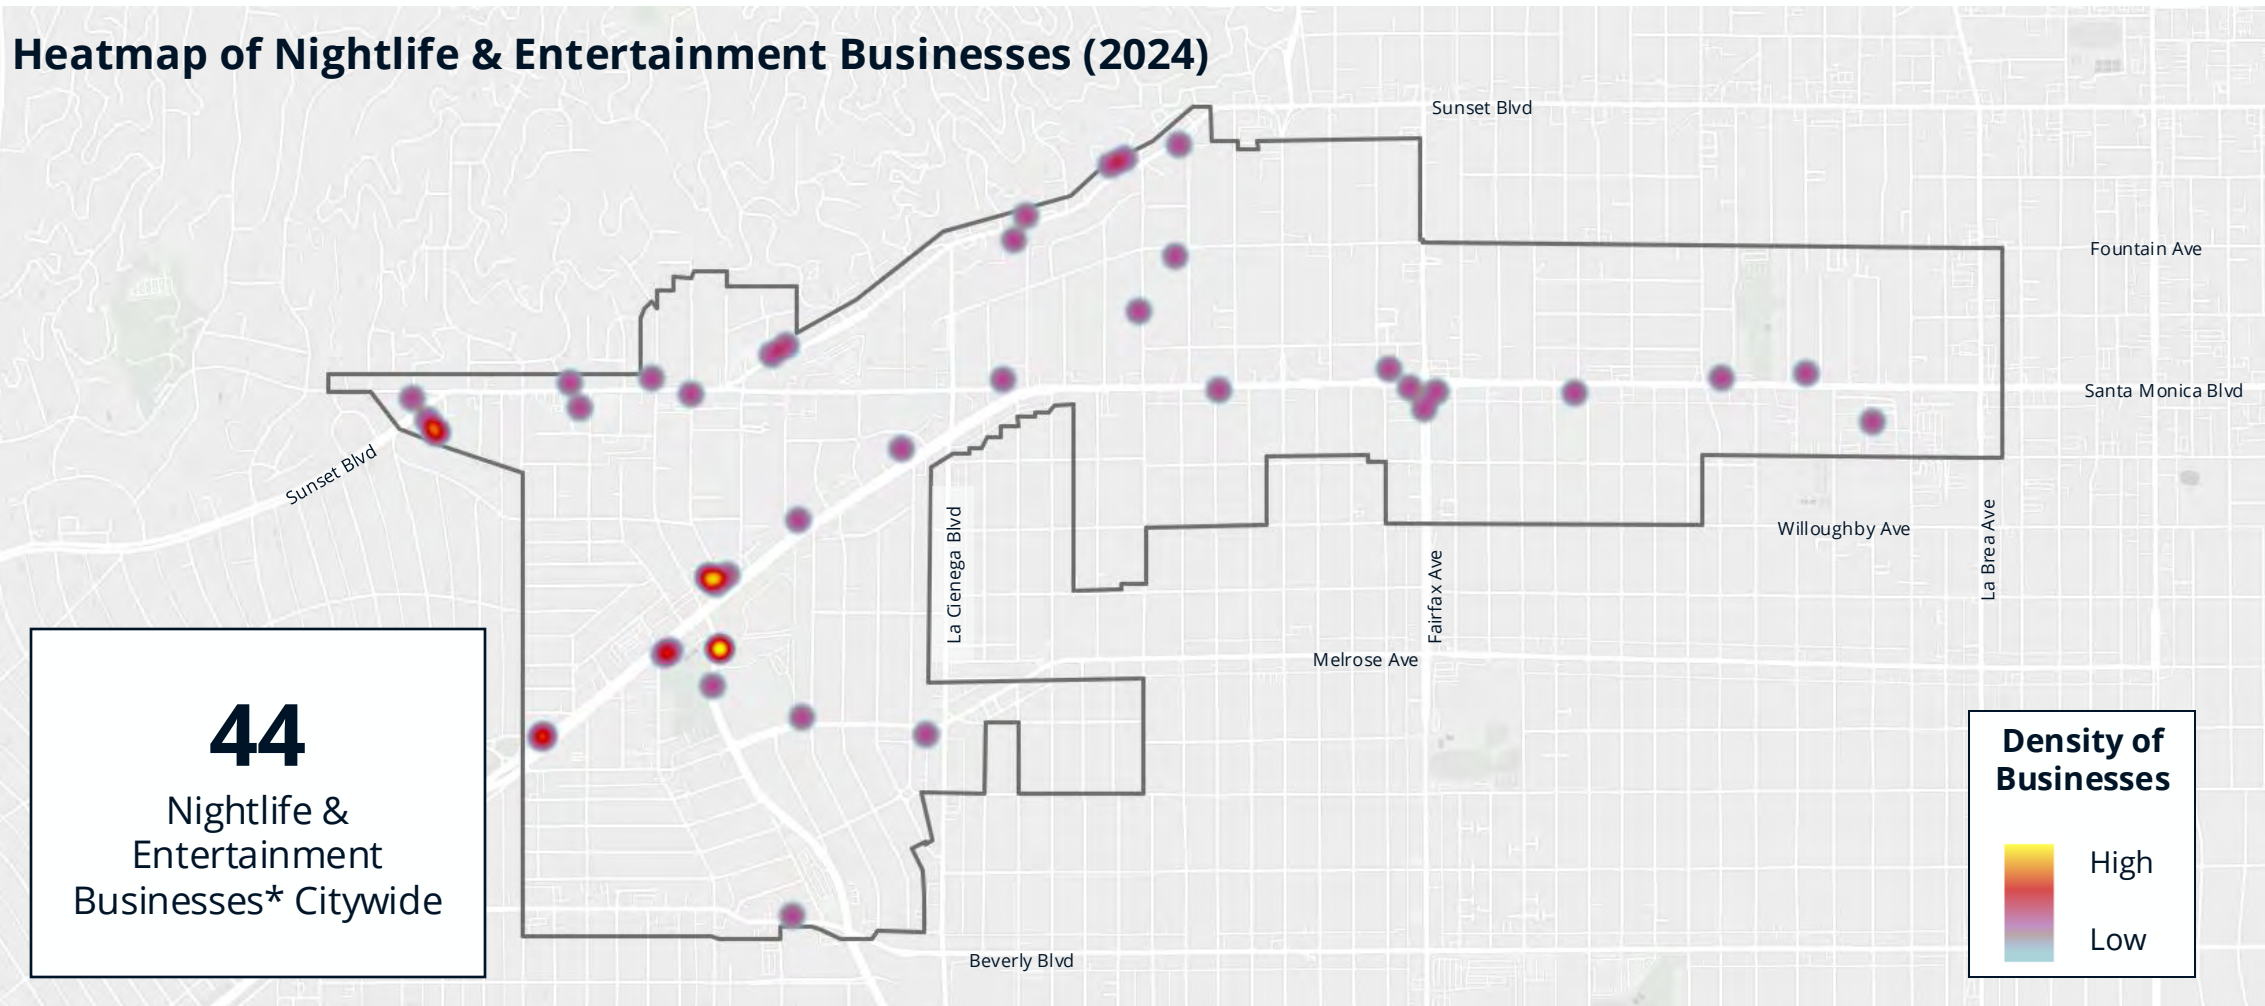 Heatmap of Nightlife & Entertainment Businesses (2024)
Sunset Blvd
Fountain Ave
Santa Monica Blvd
Sunset Blvd
La Cienega Blvd
Fairfax Ave
Willoughby Ave
La Brea Ave
Melrose Ave
Beverly Blvd
44
Nightlife &
Entertainment
Businesses* Citywide
Density of
Businesses
High
Low